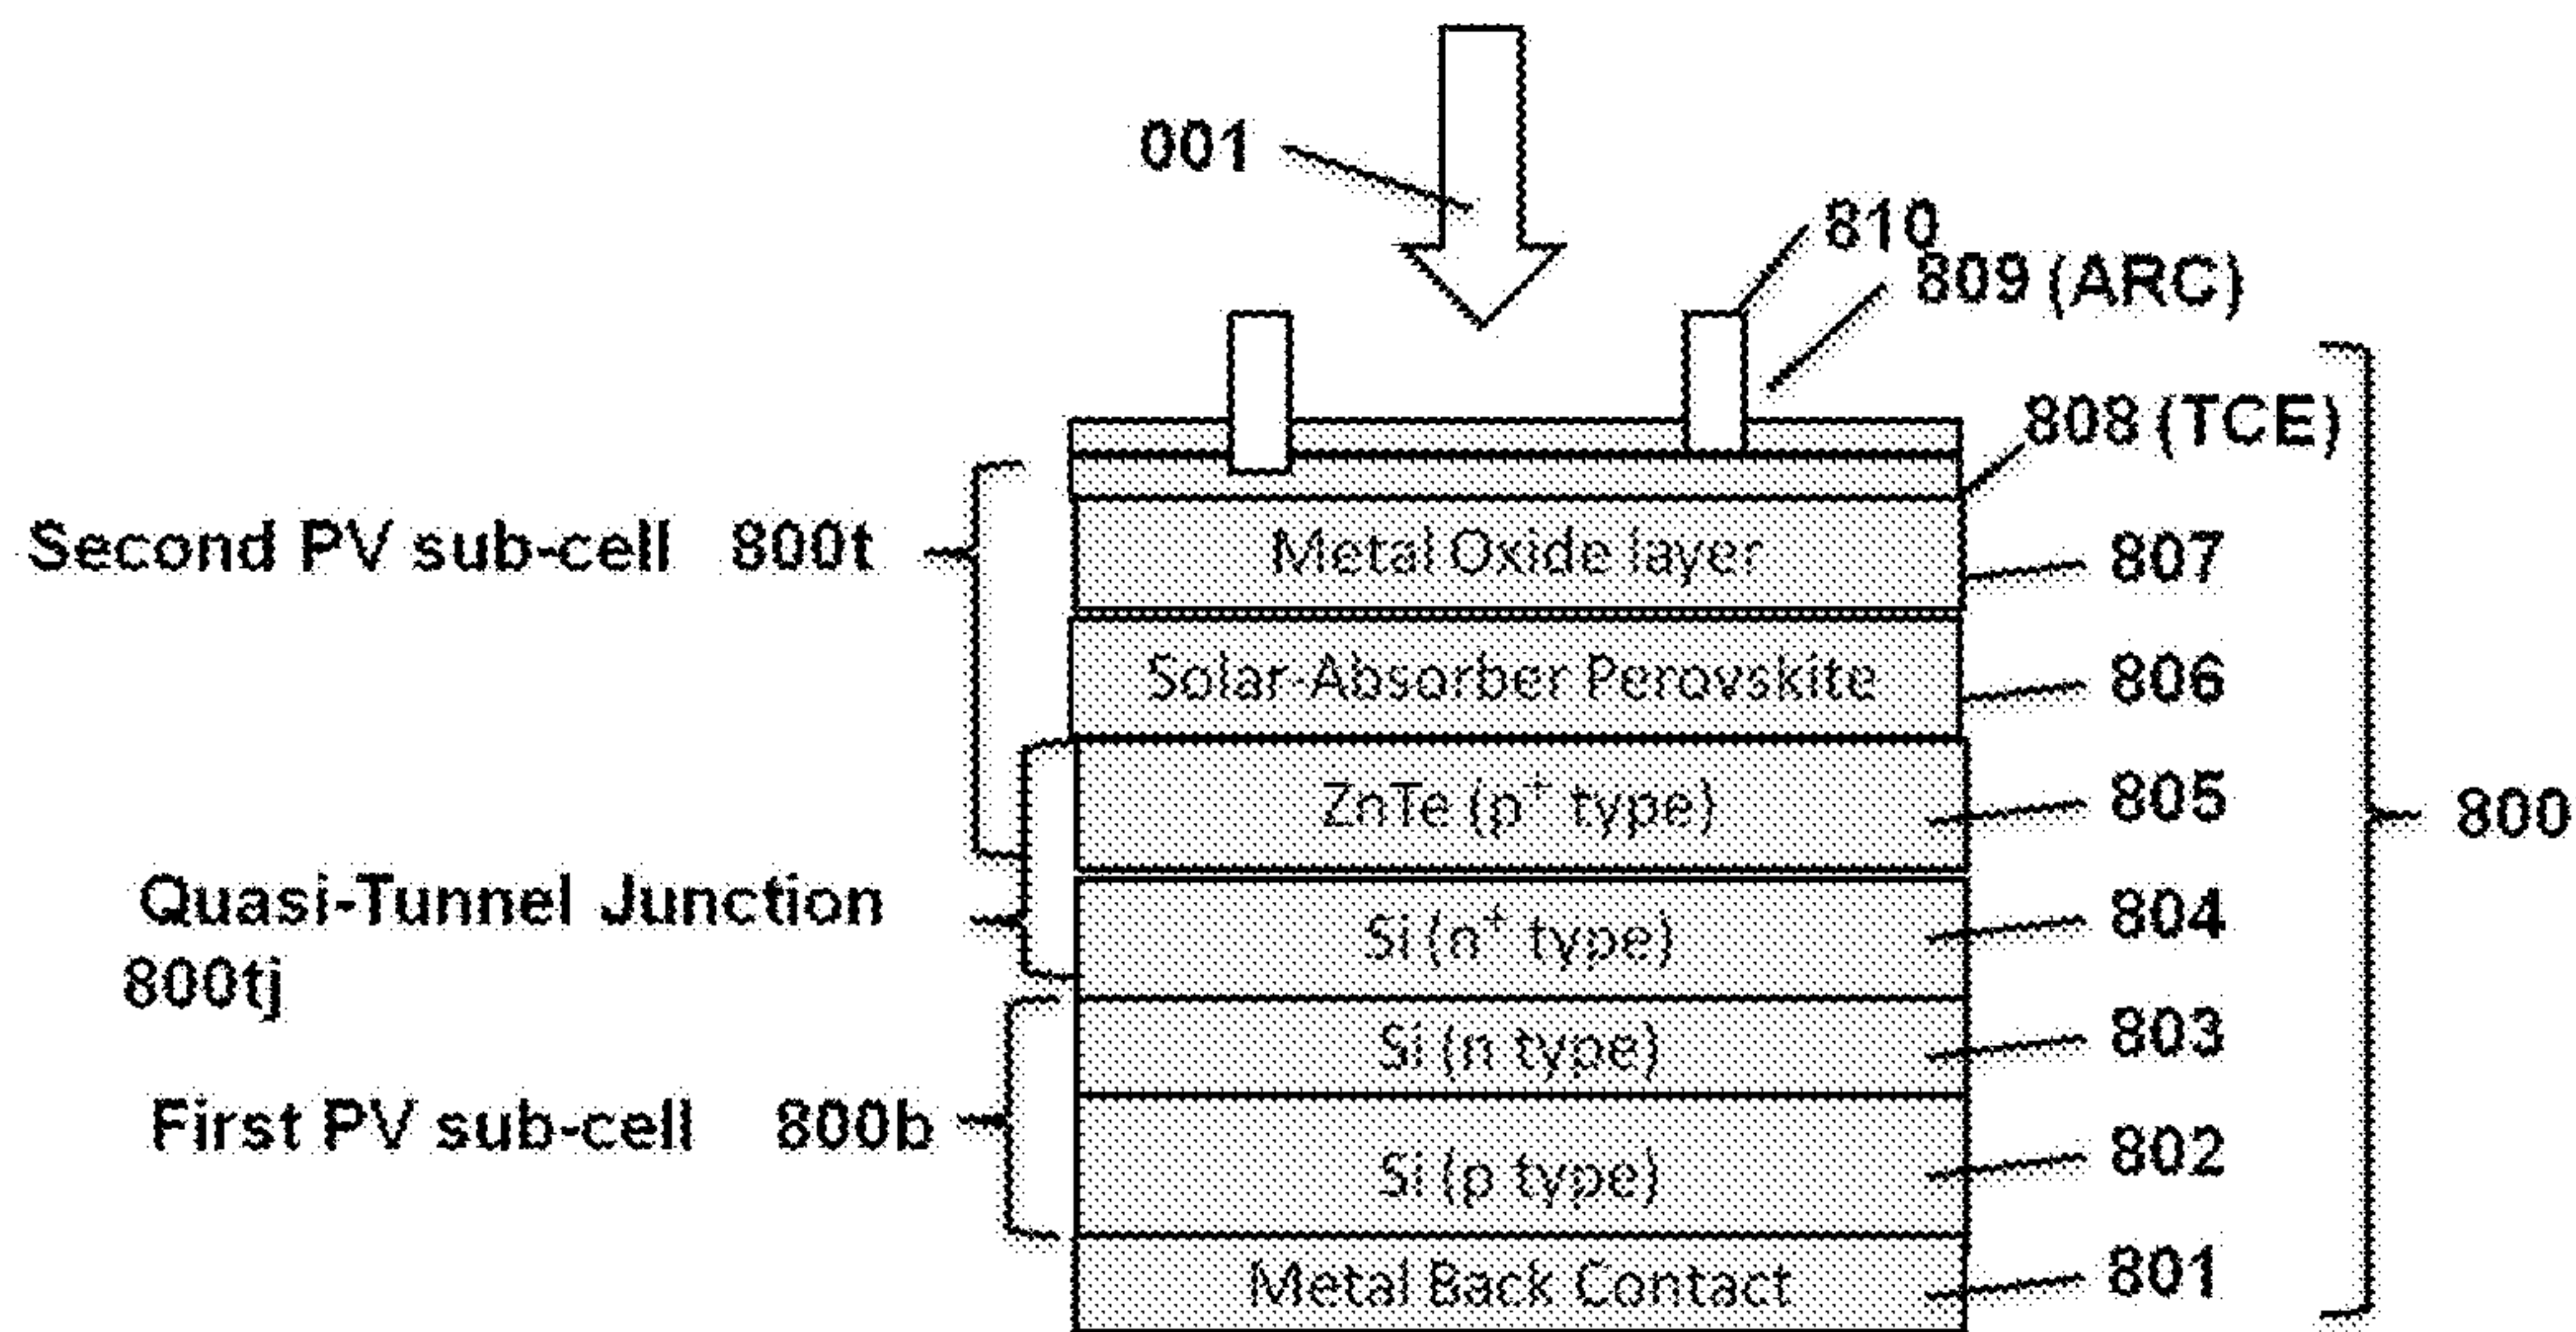 001
810
809 (ARC)
808 (TCE)
Second PV sub-cell 800t
Metal Oxide layer
807
Solar-Absorber Perovskite
806
ZnTe (p+ type)
805
800
Quasi-Tunnel Junction
800tj
Si (n+ type)
804
Si (n type)
803
First PV sub-cell 800b
Si (p type)
802
Metal Back Contact
801